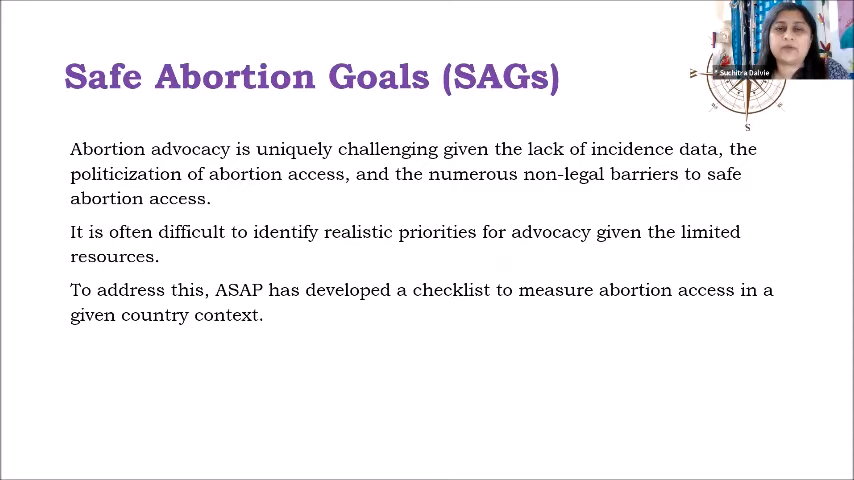 Safe Abortion Goals (SAGs)
* Suchitra Dalvie
S
Abortion advocacy is uniquely challenging given the lack of incidence data, the
politicization of abortion access, and the numerous non-legal barriers to safe
abortion access.
It is often difficult to identify realistic priorities for advocacy given the limited
resources.
To address this, ASAP has developed a checklist to measure abortion access in a
given country context.